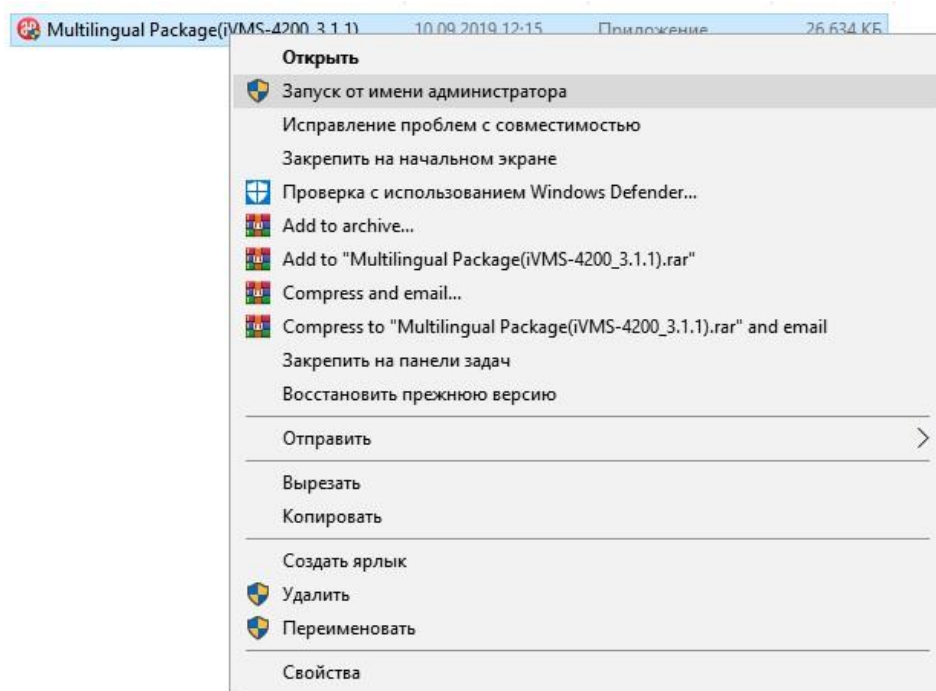 Multilingual Package(iVMS-4200_3.1.1) 10.09.2019 12:15 Приложение 26 634 КБ
Открыть
Запуск от имени администратора
Исправление проблем с совместимостью
Закрепить на начальном экране
Проверка с использованием Windows Defender...
Add to archive...
Add to "Multilingual Package(iVMS-4200_3.1.1).rar"
Compress and email...
Compress to "Multilingual Package(iVMS-4200_3.1.1).rar" and email
Закрепить на панели задач
Восстановить прежнюю версию
Отправить
Вырезать
Копировать
Создать ярлык
Удалить
Переименовать
Свойства